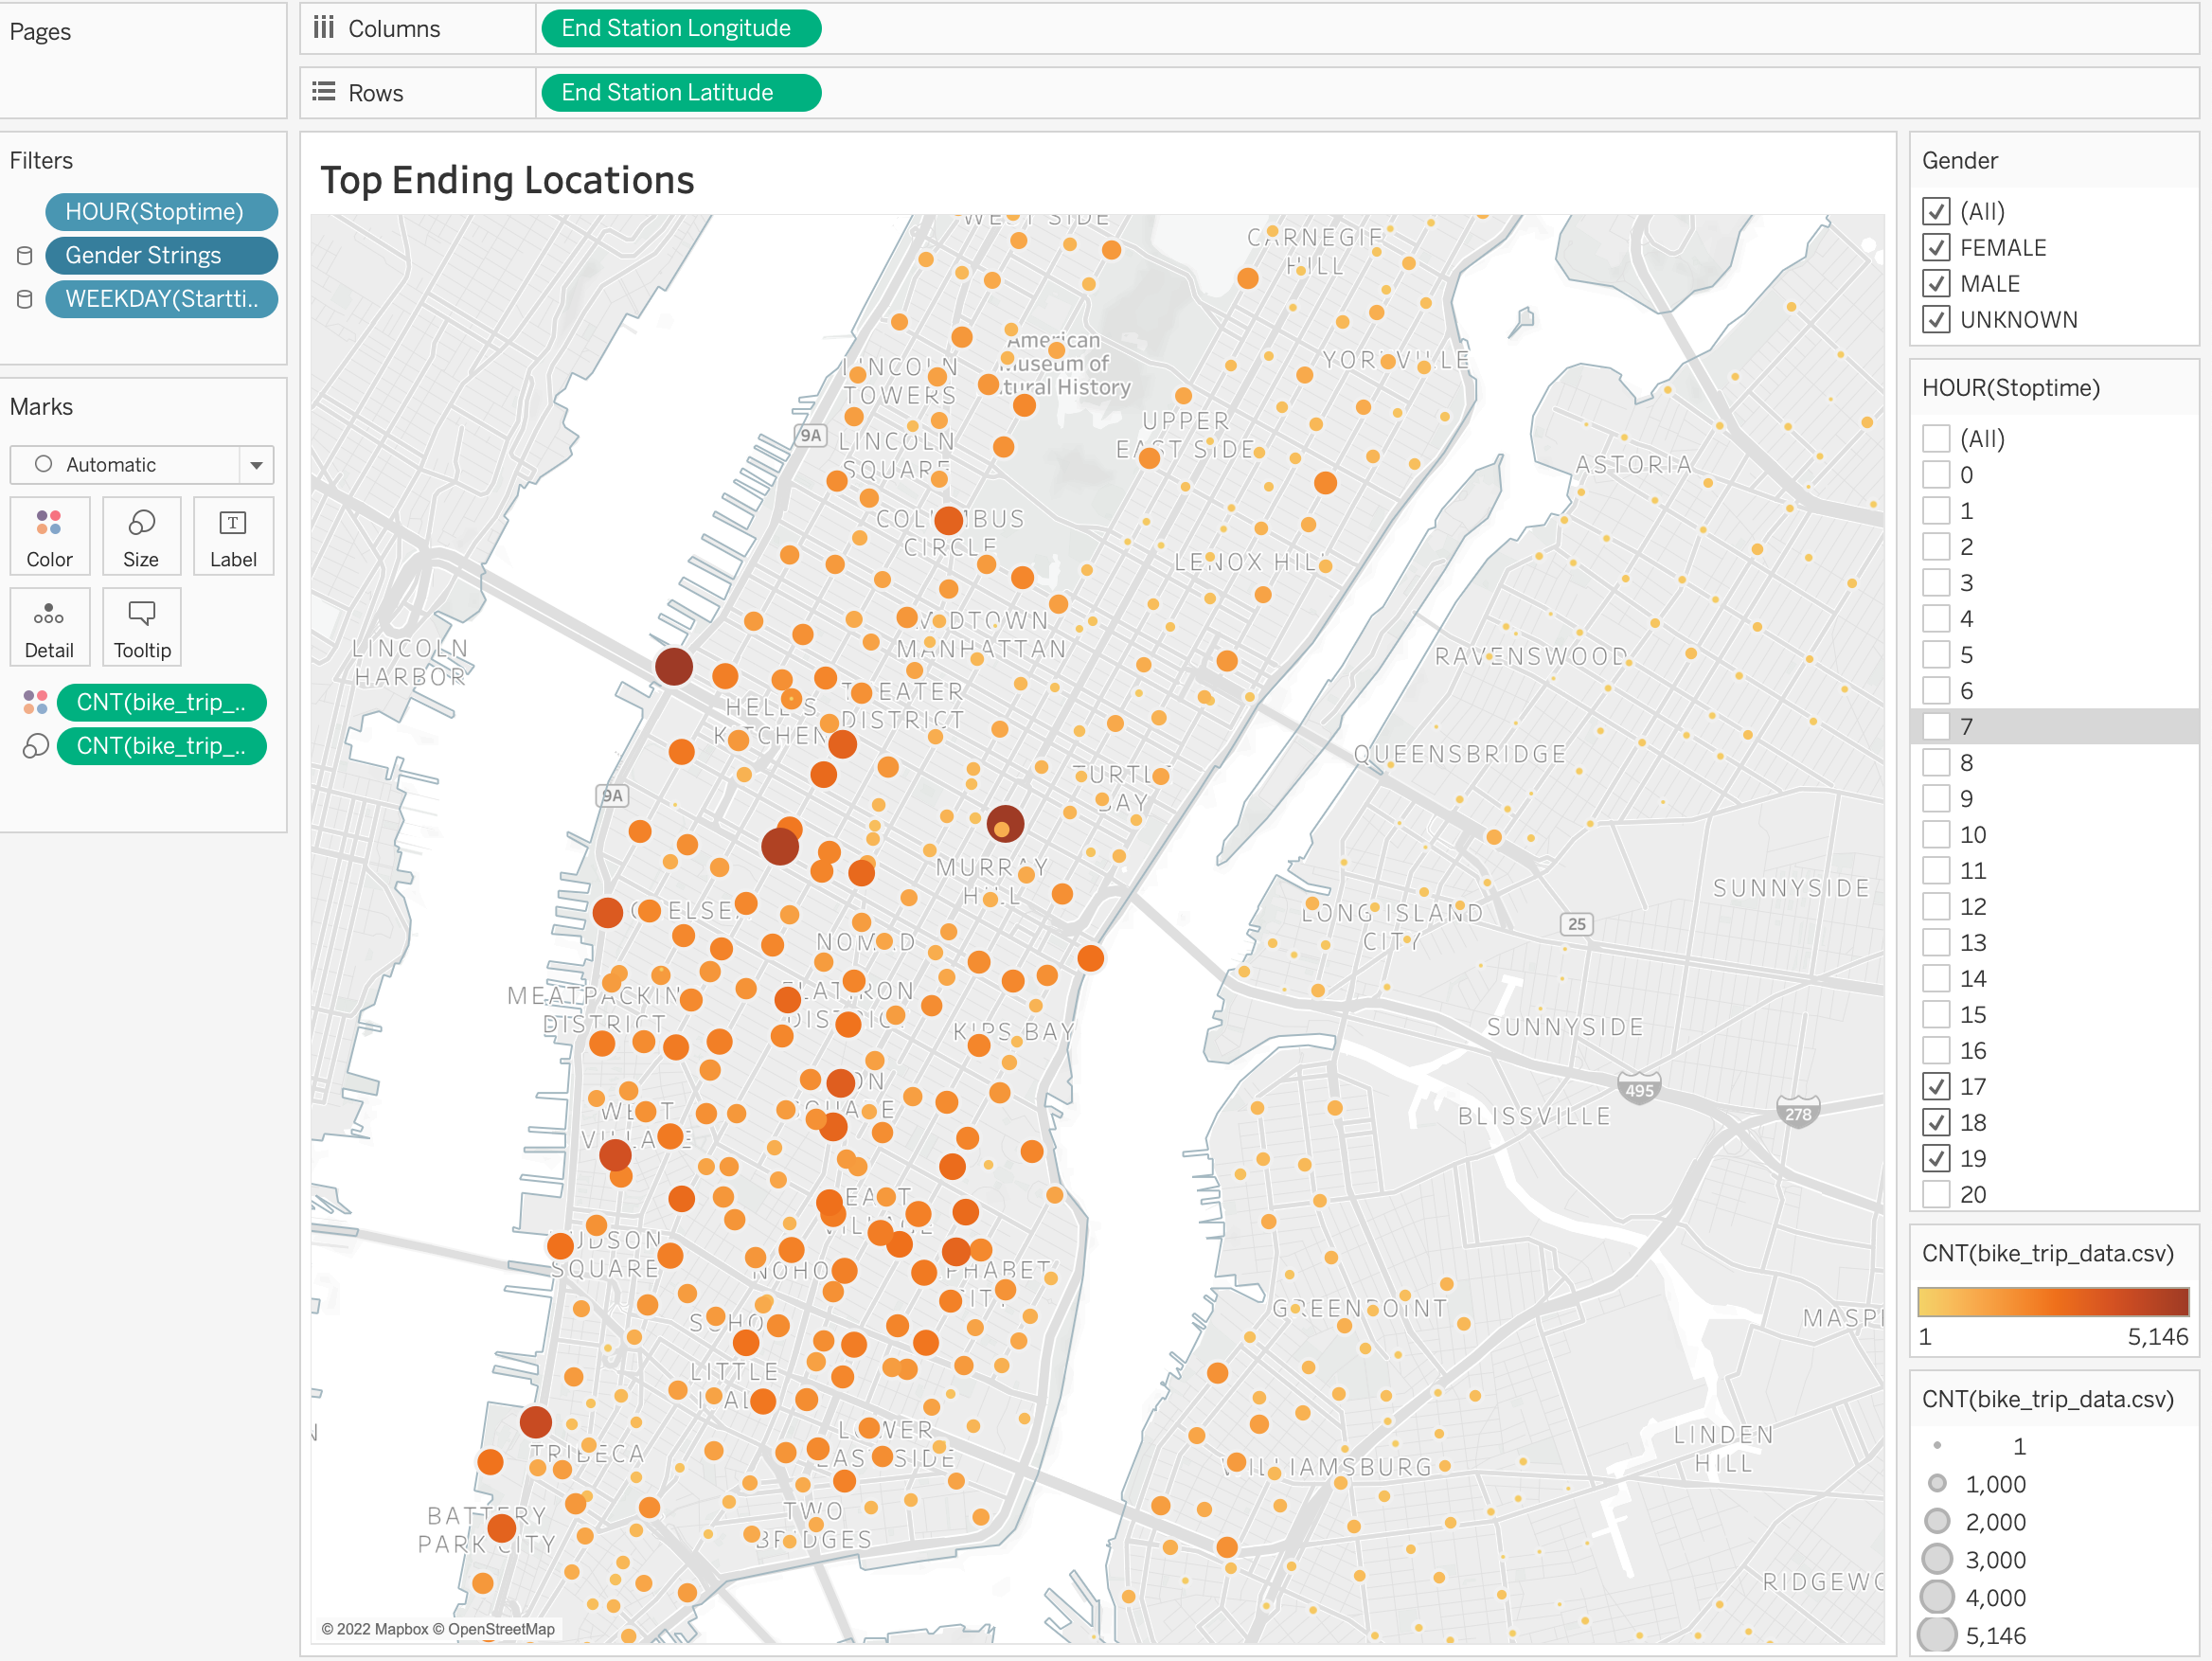 Pages
Columns
End Station Longitude
Rows
End Station Latitude
Filters
HOUR(Stoptime)
Gender Strings
WEEKDAY(Startti..
Marks
Automatic
Color
Size
Label
Detail
Tooltip
CNT(bike_trip_..
CNT(bike_trip_..
Top Ending Locations
WEST SIDE
CARNEGIE
HILL
American
Museum of
Natural History
YORKVILLE
LINCOLN
TOWERS
UPPER
EAST SIDE
9A
LINCOLN
SQUARE
ASTORIA
COLUMBUS
CIRCLE
LENOX HILL
MIDTOWN
MANHATTAN
LINCOLN
HARBOR
RAVENSWOOD
THEATER
DISTRICT
HELL'S
KITCHEN
QUEENSBRIDGE
TURTLE
BAY
9A
MURRAY
HILL
SUNNYSIDE
CHELSEA
LONG ISLAND
CITY
25
NOMAD
MEATPACKING
DISTRICT
FLATIRON
DISTRICT
KIPS BAY
SUNNYSIDE
495
278
UNION
SQUARE
WEST
VILLAGE
BLISSVILLE
EAST
VILLAGE
HUDSON
SQUARE
NOHO
ALPHABET
CITY
GREENPOINT
MASPE
SOHO
LITTLE
ITALY
LOWER
EAST SIDE
TRIBECA
LINDEN
HILL
WILLIAMSBURG
BATTERY
PARK CITY
TWO
BRIDGES
RIDGEWO
© 2022 Mapbox © OpenStreetMap
Gender
(All)
FEMALE
MALE
UNKNOWN
HOUR(Stoptime)
(All)
0
1
2
3
4
5
6
7
8
9
10
11
12
13
14
15
16
17
18
19
20
CNT(bike_trip_data.csv)
1
5,146
CNT(bike_trip_data.csv)
1
1,000
2,000
3,000
4,000
5,146